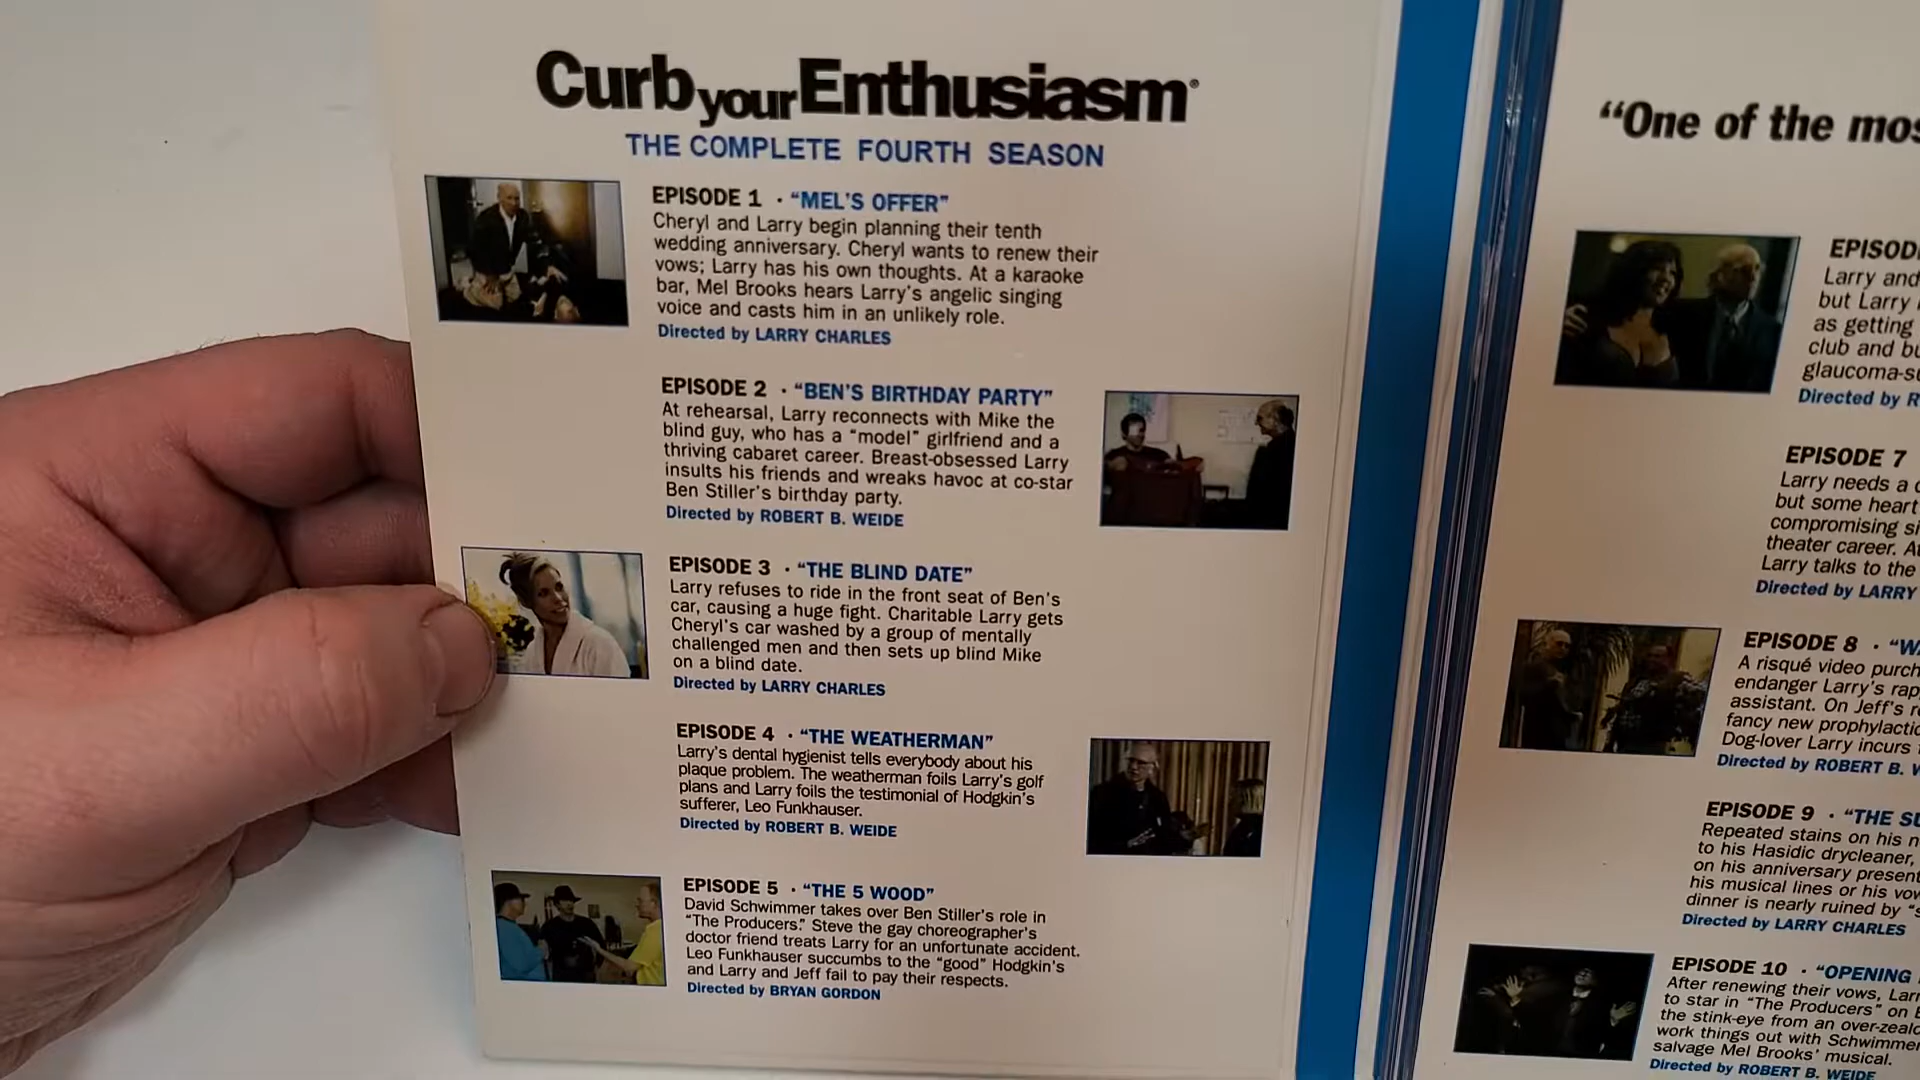 Curb your Enthusiasm®
THE COMPLETE FOURTH SEASON
EPISODE 1 · “MEL’S OFFER”
Cheryl and Larry begin planning their tenth
wedding anniversary. Cheryl wants to renew their
vows; Larry has his own thoughts. At a karaoke
bar, Mel Brooks hears Larry’s angelic singing
voice and casts him in an unlikely role.
Directed by LARRY CHARLES
EPISODE 2 · “BEN’S BIRTHDAY PARTY”
At rehearsal, Larry reconnects with Mike the
blind guy, who has a “model” girlfriend and a
thriving cabaret career. Breast-obsessed Larry
insults his friends and wreaks havoc at co-star
Ben Stiller’s birthday party.
Directed by ROBERT B. WEIDE
EPISODE 3 · “THE BLIND DATE”
Larry refuses to ride in the front seat of Ben’s
car, causing a huge fight. Charitable Larry gets
Cheryl’s car washed by a group of mentally
challenged men and then sets up blind Mike
on a blind date.
Directed by LARRY CHARLES
EPISODE 4 · “THE WEATHERMAN”
Larry’s dental hygienist tells everybody about his
plaque problem. The weatherman foils Larry’s golf
plans and Larry foils the testimonial of Hodgkin’s
sufferer, Leo Funkhauser.
Directed by ROBERT B. WEIDE
EPISODE 5 · “THE 5 WOOD”
David Schwimmer takes over Ben Stiller’s role in
“The Producers.” Steve the gay choreographer’s
doctor friend treats Larry for an unfortunate accident.
Leo Funkhouser succumbs to the “good” Hodgkin’s
and Larry and Jeff fail to pay their respects.
Directed by BRYAN GORDON
“One of the
Larry and
but Larry
as getting
club and
Directed by
EPISODE 7
Larry needs a
but some heart
compromising
theater career.
Larry talks to the
Directed by LARRY
EPISODE 8 ·
A risqué video
endanger Larry’s
assistant. On Jeff’s
fancy new
Dog-lover Larry incurs
Directed by ROBERT B.
EPISODE 9 · “THE
Repeated stains on his
to his Hasidic drycleaner,
on his anniversary
his musical lines or his
dinner is nearly ruined by
Directed by LARRY CHARLES
EPISODE 10 · “OPENING
After renewing their vows,
to star in “The Producers” on
the stink-eye from an
work things out with Schwimmer
salvage Mel Brooks’ musical.
Directed by ROBERT B. WEIDE